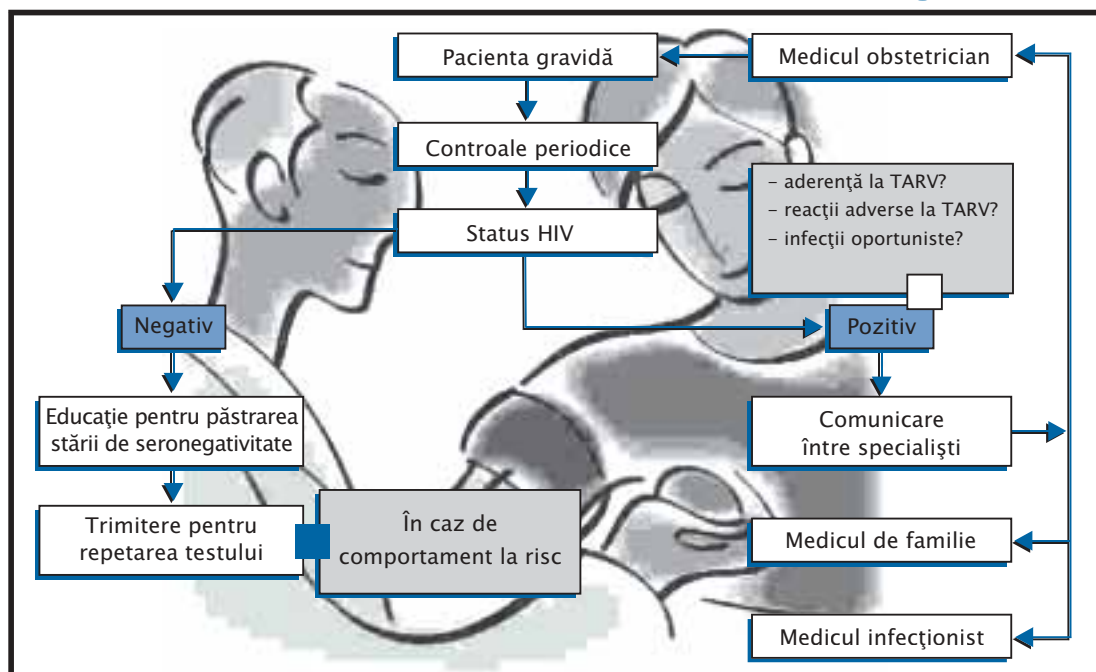 Pacienta gravidă
Medicul obstetrician
Controale periodice
– aderenţă la TARV?
– reacţii adverse la TARV?
– infecţii oportuniste?
Status HIV
Negativ
Pozitiv
Educaţie pentru păstrarea
stării de seronegativitate
Comunicare
între specialişti
Trimitere pentru
repetarea testului
În caz de
comportament la risc
Medicul de familie
Medicul infecţionist